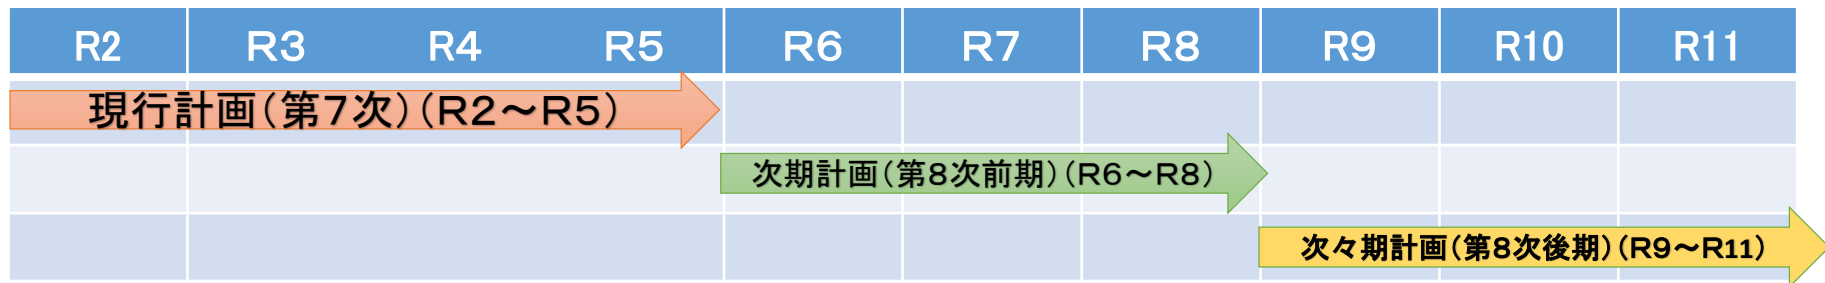 R2 R3 R4 R5 R6 R7 R8 R9 R10 R11
現行計画(第7次)(R2～R5)
次期計画(第8次前期)(R6～R8)
次々期計画(第8次後期)(R9～R11)